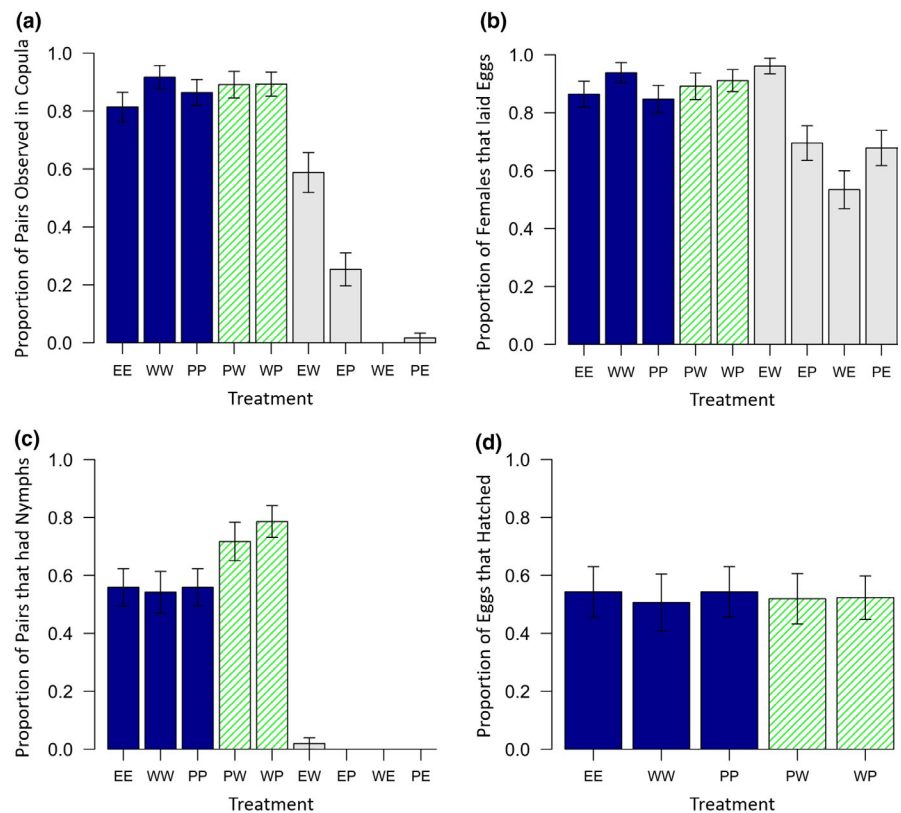 (a)
Proportion of Pairs Observed in Copula
1.0
0.8
0.6
0.4
0.2
0.0
EE WW PP PW WP EW EP WE PE
Treatment
(b)
Proportion of Females that laid Eggs
1.0
0.8
0.6
0.4
0.2
0.0
EE WW PP PW WP EW EP WE PE
Treatment
(c)
Proportion of Pairs that had Nymphs
1.0
0.8
0.6
0.4
0.2
0.0
EE WW PP PW WP EW EP WE PE
Treatment
(d)
Proportion of Eggs that Hatched
1.0
0.8
0.6
0.4
0.2
0.0
EE WW PP PW WP
Treatment